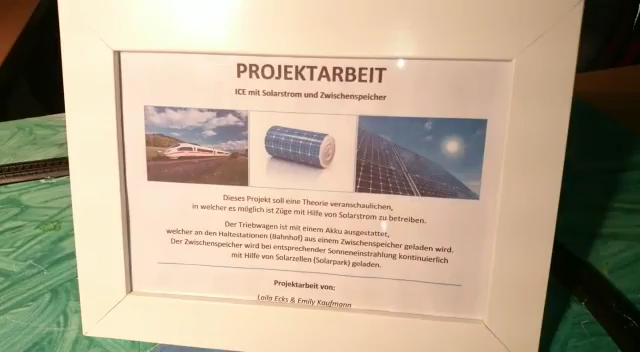 PROJEKTARBEIT
ICE mit Solarstrom und Zwischenspeicher
Dieses Projekt soll eine Theorie veranschaulichen,
in welcher es möglich ist Züge mit Hilfe von Solarstrom zu betreiben.
Der Triebwagen ist mit einem Akku ausgestattet,
welcher an den Haltestationen (Bahnhof) aus einem Zwischenspeicher geladen wird.
Der Zwischenspeicher wird bei entsprechender Sonneneinstrahlung kontinuierlich
mit Hilfe von Solarzellen (Solarpark) geladen.
Projektarbeit von:
Laila Ecks & Emily Kaufmann